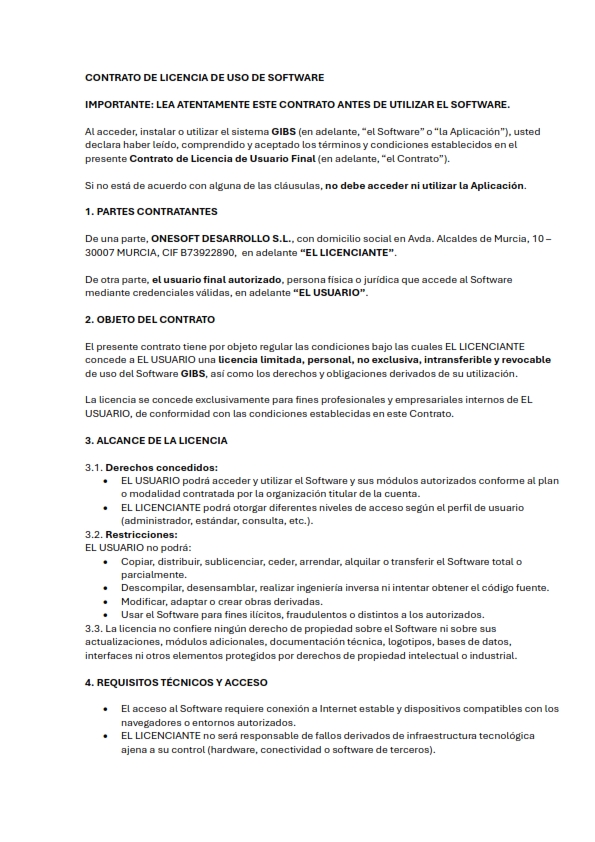 CONTRATO DE LICENCIA DE USO DE SOFTWARE
IMPORTANTE: LEA ATENTAMENTE ESTE CONTRATO ANTES DE UTILIZAR EL SOFTWARE.
Al acceder, instalar o utilizar el sistema GIBS (en adelante, “el Software” o “la Aplicación”), usted
declara haber leído, comprendido y aceptado los términos y condiciones establecidos en el
presente Contrato de Licencia de Usuario Final (en adelante, “el Contrato”).
Si no está de acuerdo con alguna de las cláusulas, no debe acceder ni utilizar la Aplicación.
1. PARTES CONTRATANTES
De una parte, ONESOFT DESARROLLO S.L., con domicilio social en Avda. Alcaldes de Murcia, 10 –
30007 MURCIA, CIF B73922890, en adelante “EL LICENCIANTE”.
De otra parte, el usuario final autorizado, persona física o jurídica que accede al Software
mediante credenciales válidas, en adelante “EL USUARIO”.
2. OBJETO DEL CONTRATO
El presente contrato tiene por objeto regular las condiciones bajo las cuales EL LICENCIANTE
concede a EL USUARIO una licencia limitada, personal, no exclusiva, intransferible y revocable
de uso del Software GIBS, así como los derechos y obligaciones derivados de su utilización.
La licencia se concede exclusivamente para fines profesionales y empresariales internos de EL
USUARIO, de conformidad con las condiciones establecidas en este Contrato.
3. ALCANCE DE LA LICENCIA
3.1. Derechos concedidos:
• EL USUARIO podrá acceder y utilizar el Software y sus módulos autorizados conforme al plan
o modalidad contratada por la organización titular de la cuenta.
• EL LICENCIANTE podrá otorgar diferentes niveles de acceso según el perfil de usuario
(administrador, estándar, consulta, etc.).
3.2. Restricciones:
EL USUARIO no podrá:
• Copiar, distribuir, sublicenciar, ceder, arrendar, alquilar o transferir el Software total o
parcialmente.
• Descompilar, desensamblar, realizar ingeniería inversa ni intentar obtener el código fuente.
• Modificar, adaptar o crear obras derivadas.
• Usar el Software para fines ilícitos, fraudulentos o distintos a los autorizados.
3.3. La licencia no confiere ningún derecho de propiedad sobre el Software ni sobre sus
actualizaciones, módulos adicionales, documentación técnica, logotipos, bases de datos,
interfaces ni otros elementos protegidos por derechos de propiedad intelectual o industrial.
4. REQUISITOS TÉCNICOS Y ACCESO
• El acceso al Software requiere conexión a Internet estable y dispositivos compatibles con los
navegadores o entornos autorizados.
• EL LICENCIANTE no será responsable de fallos derivados de infraestructura tecnológica
ajena a su control (hardware, conectividad o software de terceros).